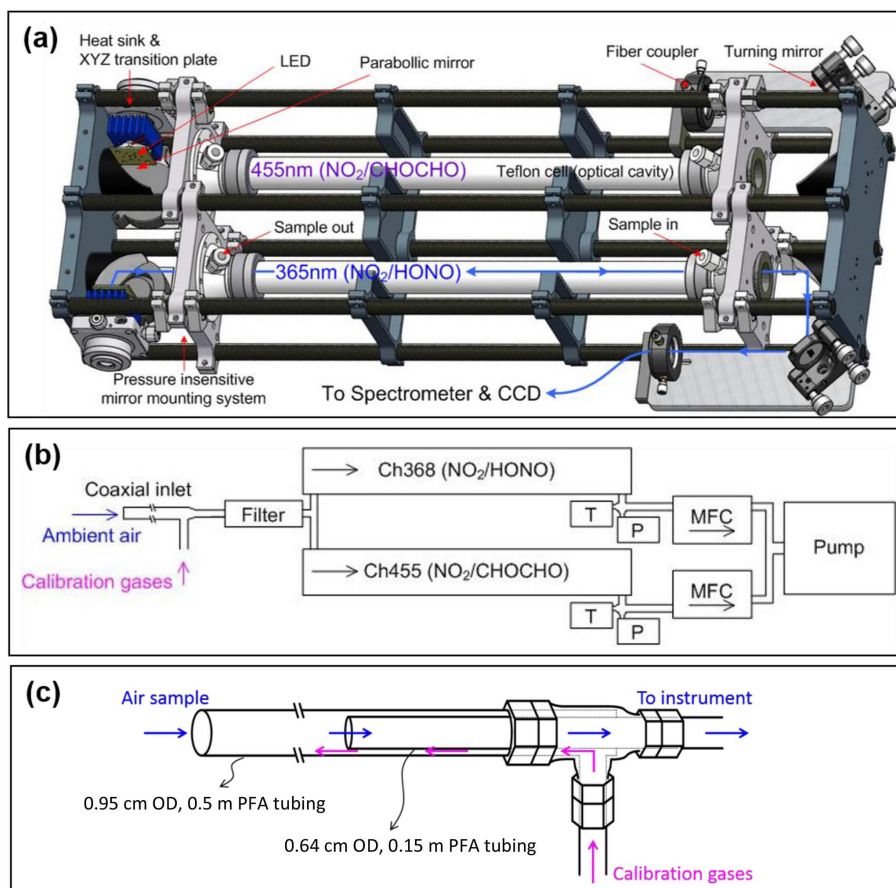 (a)
Heat sink &
XYZ transition plate
LED
Parabollic mirror
Fiber coupler
Turning mirror
455nm (NO₂/CHOCHO)
Teflon cell (optical cavity)
Sample out
Sample in
365nm (NO₂/HONO)
Pressure insensitive
mirror mounting system
To Spectrometer & CCD
(b)
Coaxial inlet
Ambient air
Calibration gases
Filter
Ch368 (NO₂/HONO)
T
P
MFC
Pump
Ch455 (NO₂/CHOCHO)
MFC
T
P
(c)
Air sample
To instrument
0.95 cm OD, 0.5 m PFA tubing
0.64 cm OD, 0.15 m PFA tubing
Calibration gases